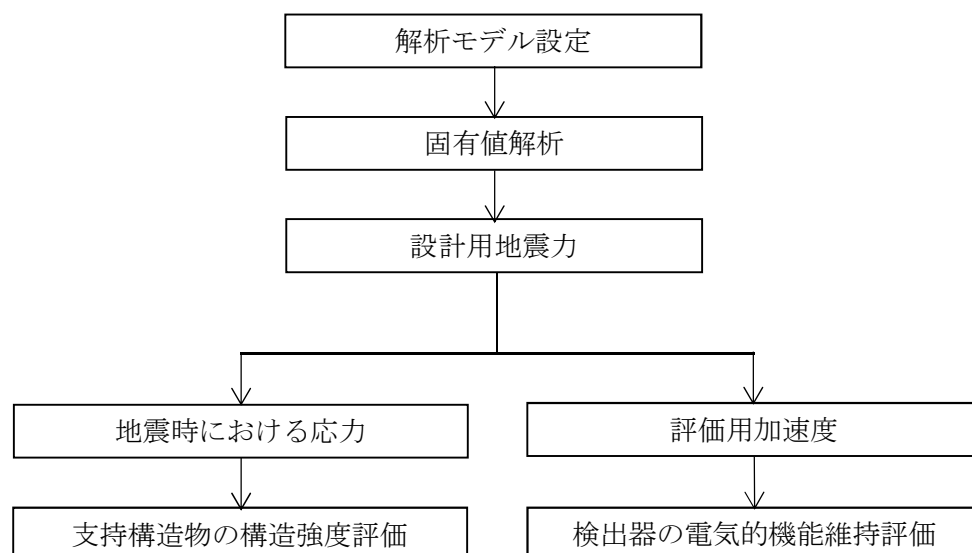 解析モデル設定
固有値解析
設計用地震力
地震時における応力
評価用加速度
支持構造物の構造強度評価
検出器の電気的機能維持評価